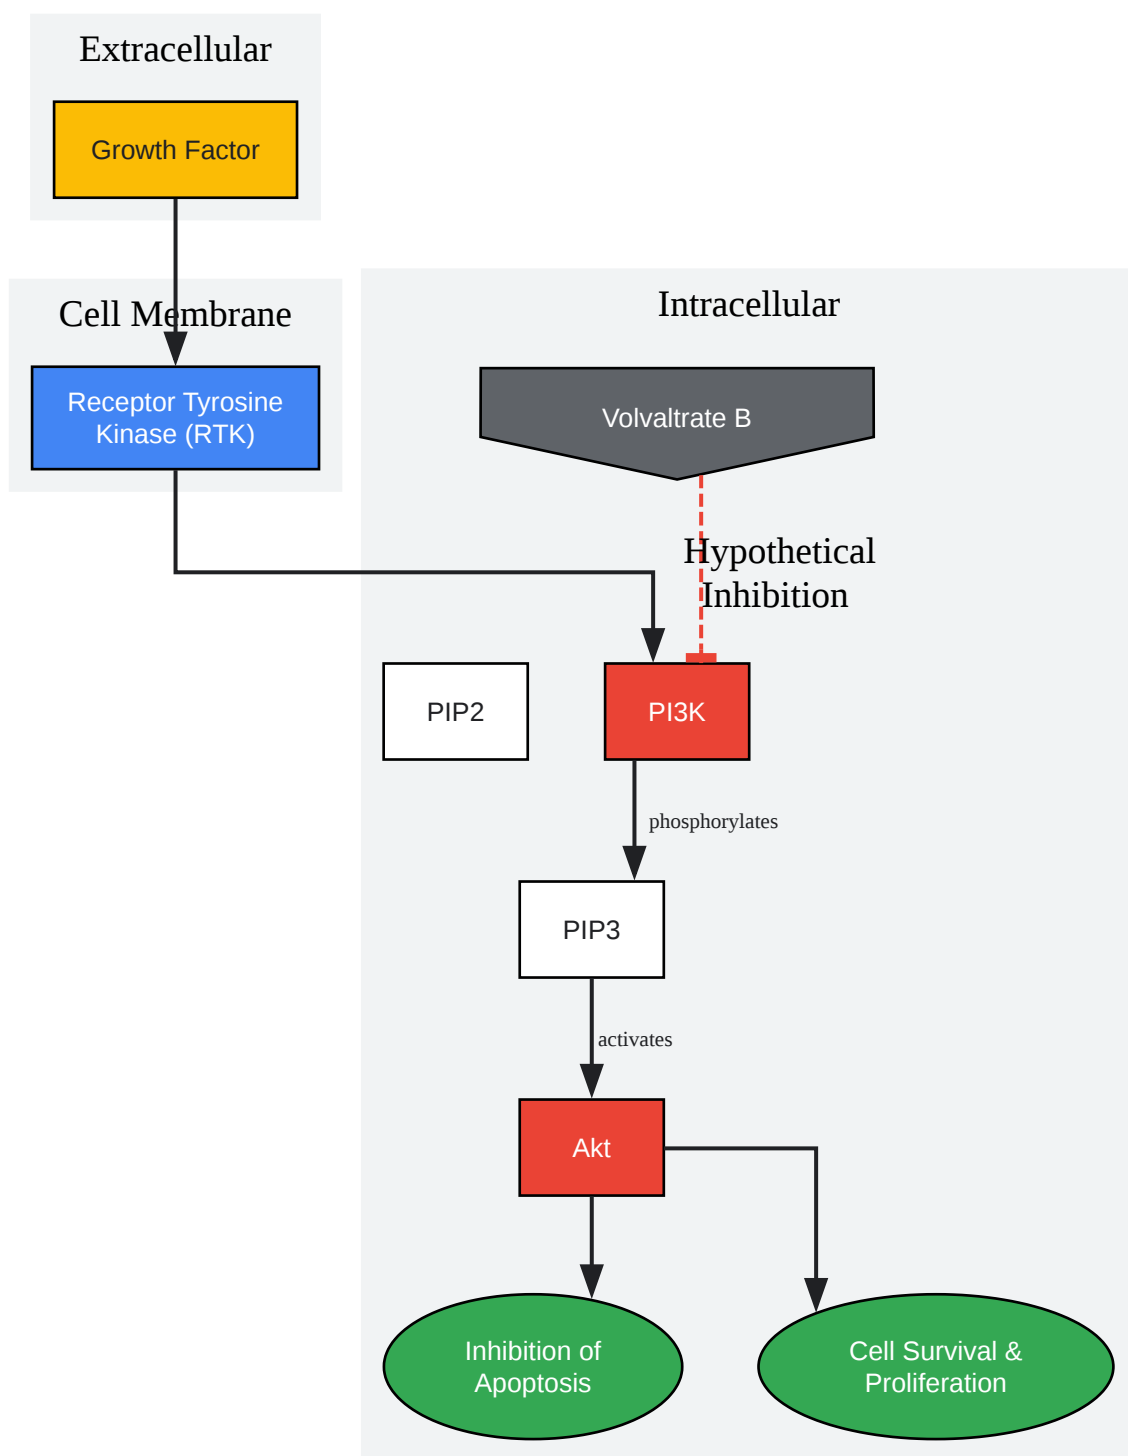 Extracellular
Growth Factor
Cell Membrane
Receptor Tyrosine
Kinase (RTK)
Intracellular
Volvaltrate B
Hypothetical
Inhibition
PIP2
PI3K
phosphorylates
PIP3
activates
Akt
Inhibition of
Apoptosis
Cell Survival &
Proliferation